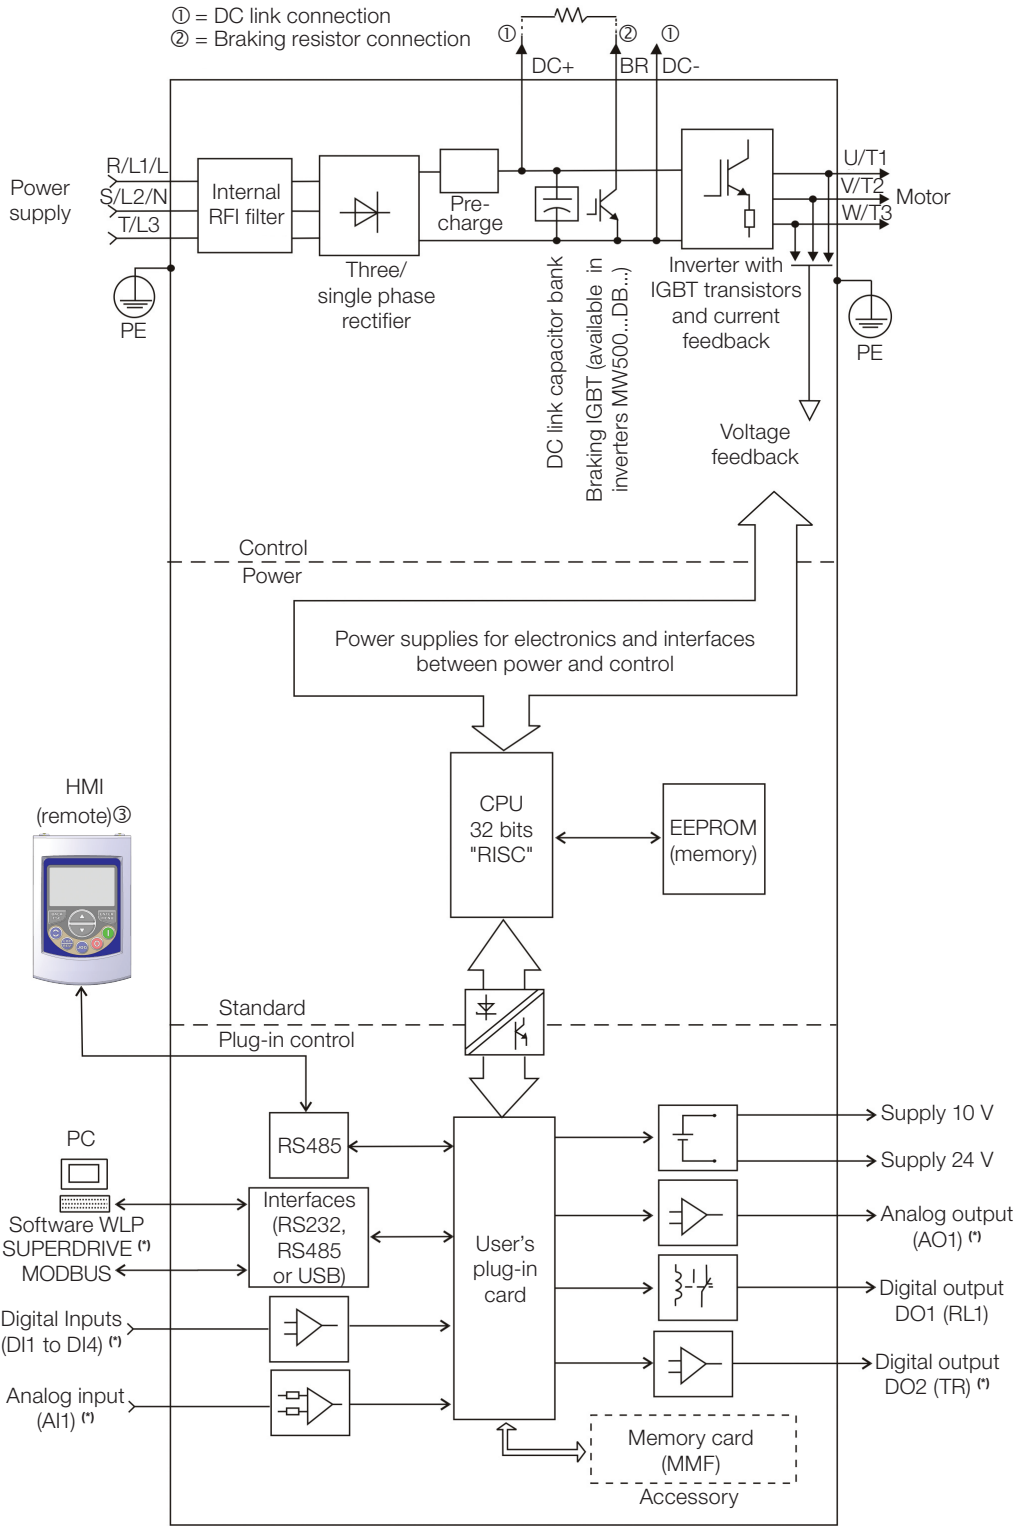 ① = DC link connection
② = Braking resistor connection
① ② ①
DC+ BR DC-
Power
supply
R/L1/L
S/L2/N
T/L3
PE
Internal
RFI filter
Three/
single phase
rectifier
Pre-
charge
DC link capacitor bank
Braking IGBT (available in
inverters MW500...DB...)
Inverter with
IGBT transistors
and current
feedback
U/T1
V/T2
W/T3
Motor
PE
Voltage
feedback
Control
Power
Power supplies for electronics and interfaces
between power and control
CPU
32 bits
"RISC"
EEPROM
(memory)
HMI
(remote)③
Standard
Plug-in control
RS485
PC
Software WLP
SUPERDRIVE (*)
MODBUS
Interfaces
(RS232,
RS485
or USB)
Digital Inputs
(DI1 to DI4) (*)
Analog input
(AI1) (*)
User's
plug-in
card
Supply 10 V
Supply 24 V
Analog output
(AO1) (*)
Digital output
DO1 (RL1)
Digital output
DO2 (TR) (*)
Memory card
(MMF)
Accessory